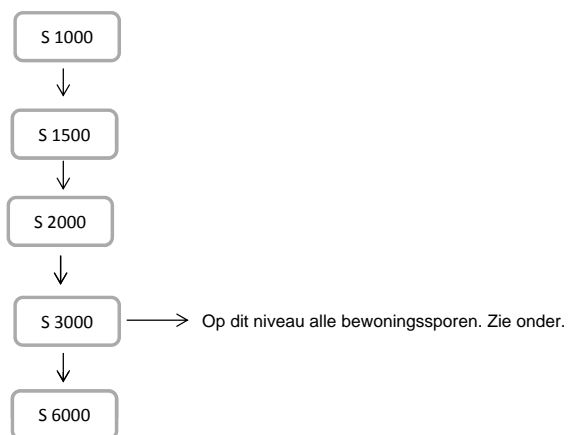 S 1000
S 1500
S 2000
S 3000
Op dit niveau alle bewoningssporen. Zie onder.
S 6000